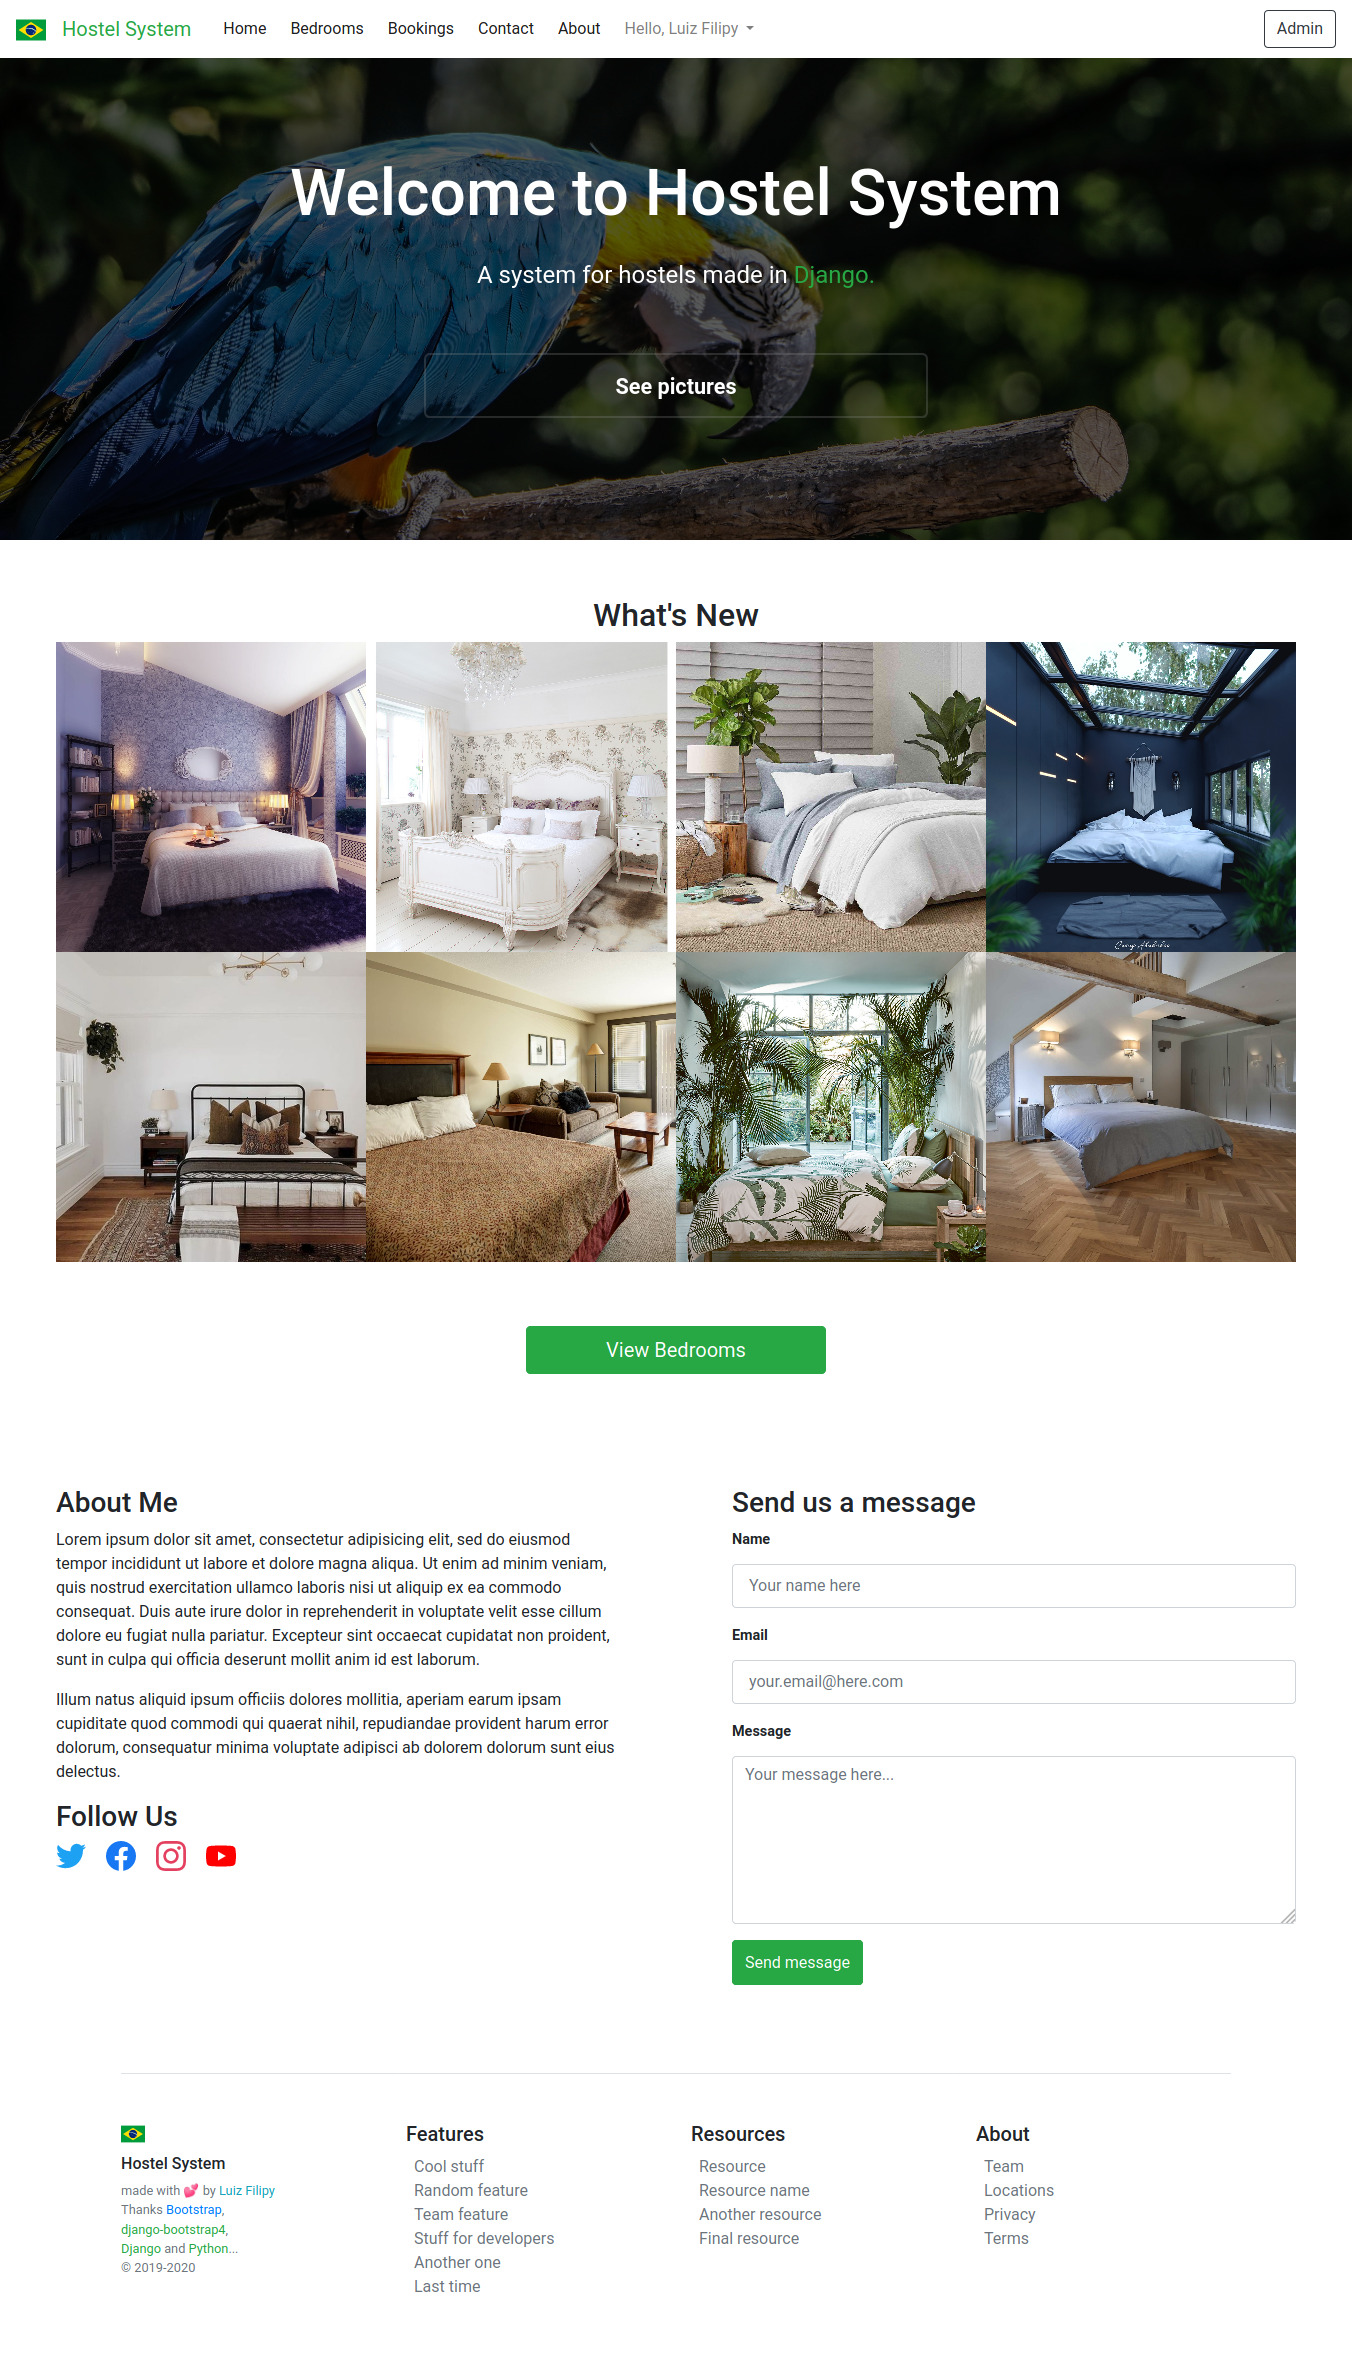 Hostel System
Home
Bedrooms
Bookings
Contact
About
Hello, Luiz Filipy
Admin
Welcome to Hostel System
A system for hostels made in Django.
See pictures
What's New
View Bedrooms
About Me
Lorem ipsum dolor sit amet, consectetur adipisicing elit, sed do eiusmod
tempor incididunt ut labore et dolore magna aliqua. Ut enim ad minim veniam,
quis nostrud exercitation ullamco laboris nisi ut aliquip ex ea commodo
consequat. Duis aute irure dolor in reprehenderit in voluptate velit esse cillum
dolore eu fugiat nulla pariatur. Excepteur sint occaecat cupidatat non proident,
sunt in culpa qui officia deserunt mollit anim id est laborum.
Illum natus aliquid ipsum officiis dolores mollitia, aperiam earum ipsam
cupiditate quod commodi qui quaerat nihil, repudiandae provident harum error
dolorum, consequatur minima voluptate adipisci ab dolorem dolorum sunt eius
delectus.
Follow Us
Send us a message
Name
Your name here
Email
your.email@here.com
Message
Your message here...
Send message
Hostel System
made with 💕 by Luiz Filipy
Thanks Bootstrap,
django-bootstrap4,
Django and Python...
© 2019-2020
Features
Cool stuff
Random feature
Team feature
Stuff for developers
Another one
Last time
Resources
Resource
Resource name
Another resource
Final resource
About
Team
Locations
Privacy
Terms